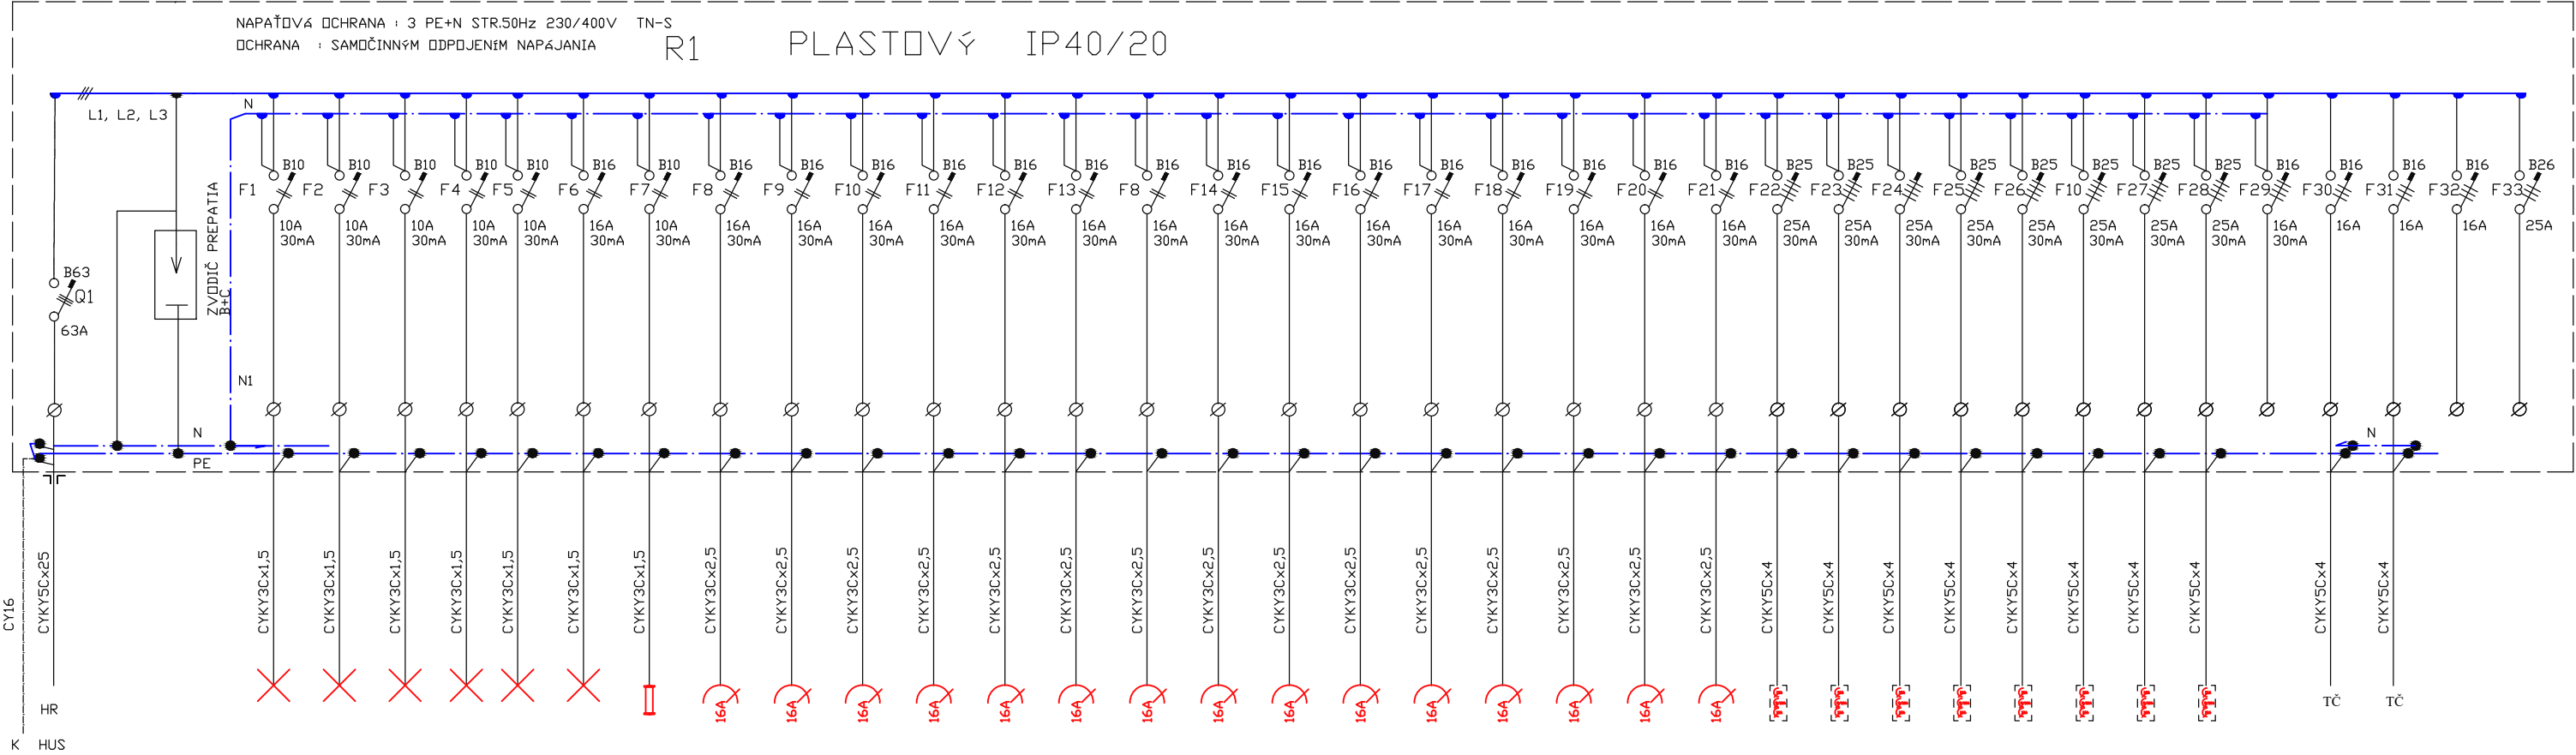 NAPAŤOVÁ OCHRANA : 3 PE+N STR.50Hz 230/400V TN-S
OCHRANA : SAMOČINNÝM ODPOJENÍM NAPÁJANIA
R1 PLASTOVÝ IP40/20
L1, L2, L3
N
B10 B10 B10 B10 B10 B16 B10 B16 B16 B16 B16 B16 B16 B16 B16 B16 B16 B16 B16 B16 B16 B16 B25 B25 B25 B25 B25 B25 B25 B16 B16 B16 B16 B26
F1 F2 F3 F4 F5 F6 F7 F8 F9 F10 F11 F12 F13 F8 F14 F15 F16 F17 F18 F19 F20 F21 F22 F23 F24 F25 F26 F10 F27 F28 F29 F30 F31 F32 F33
10A 10A 10A 10A 10A 16A 10A 16A 16A 16A 16A 16A 16A 16A 16A 16A 16A 16A 16A 16A 16A 16A 25A 25A 25A 25A 25A 25A 25A 25A 16A 16A 16A 16A 25A
30mA 30mA 30mA 30mA 30mA 30mA 30mA 30mA 30mA 30mA 30mA 30mA 30mA 30mA 30mA 30mA 30mA 30mA 30mA 30mA 30mA 30mA 30mA 30mA 30mA 30mA 30mA 30mA 30mA 30mA 30mA
ZVODIČ PREPATIA
B+C
B63
Q1
63A
N1
N
PE
N
CY16
CYKY5Cx25
CYKY3Cx1,5 CYKY3Cx1,5 CYKY3Cx1,5 CYKY3Cx1,5 CYKY3Cx1,5 CYKY3Cx1,5 CYKY3Cx1,5 CYKY3Cx2,5 CYKY3Cx2,5 CYKY3Cx2,5 CYKY3Cx2,5 CYKY3Cx2,5 CYKY3Cx2,5 CYKY3Cx2,5 CYKY3Cx2,5 CYKY3Cx2,5 CYKY3Cx2,5 CYKY3Cx2,5 CYKY3Cx2,5 CYKY3Cx2,5 CYKY3Cx2,5 CYKY3Cx2,5 CYKY5Cx4 CYKY5Cx4 CYKY5Cx4 CYKY5Cx4 CYKY5Cx4 CYKY5Cx4 CYKY5Cx4 CYKY5Cx4 CYKY5Cx4 CYKY5Cx4
16A 16A 16A 16A 16A 16A 16A 16A 16A 16A 16A 16A 16A 16A 16A
TČ TČ
HR
K HUS